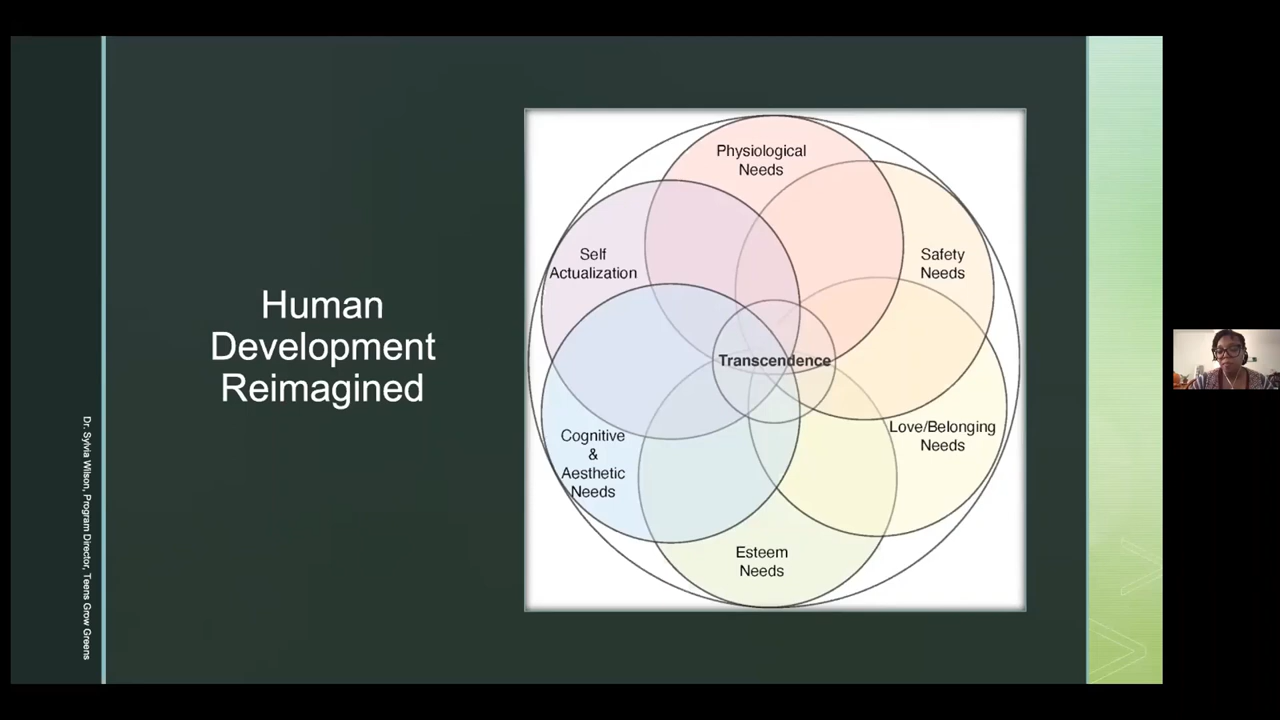 Human
Development
Reimagined
Dr. Sylvia Wilson, Program Director, Teens Grow Greens
Physiological
Needs
Self
Actualization
Safety
Needs
Transcendence
Love/Belonging
Needs
Cognitive
&
Aesthetic
Needs
Esteem
Needs